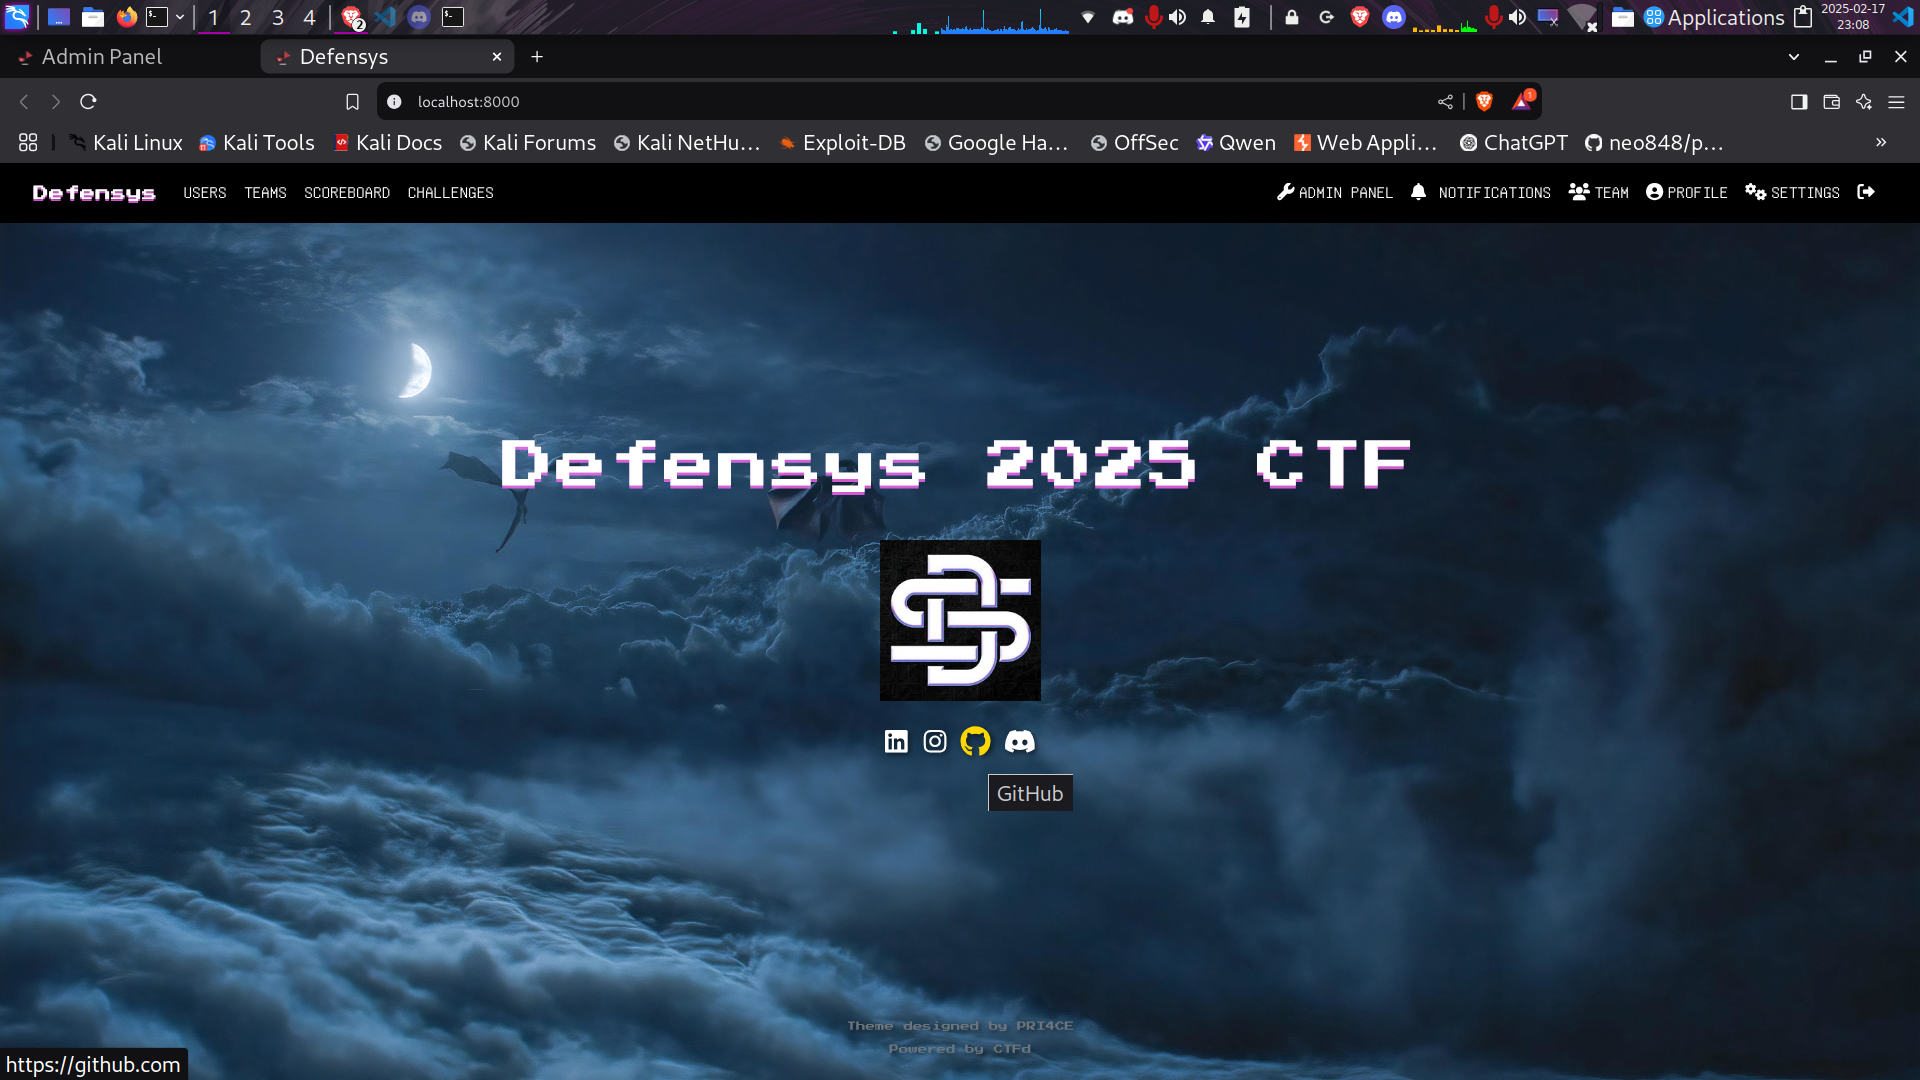 1 2 3 4 2 Applications 2025-02-17
23:08
Admin Panel Defensys
localhost:8000 1
Kali Linux Kali Tools Kali Docs Kali Forums Kali NetHu... Exploit-DB Google Ha... OffSec Qwen Web Appli... ChatGPT neo848/p... »
Defensys USERS TEAMS SCOREBOARD CHALLENGES ADMIN PANEL NOTIFICATIONS TEAM PROFILE SETTINGS
Defensys 2025 CTF
GitHub
Theme designed by PRI4CE
Powered by CTFd
https://github.com